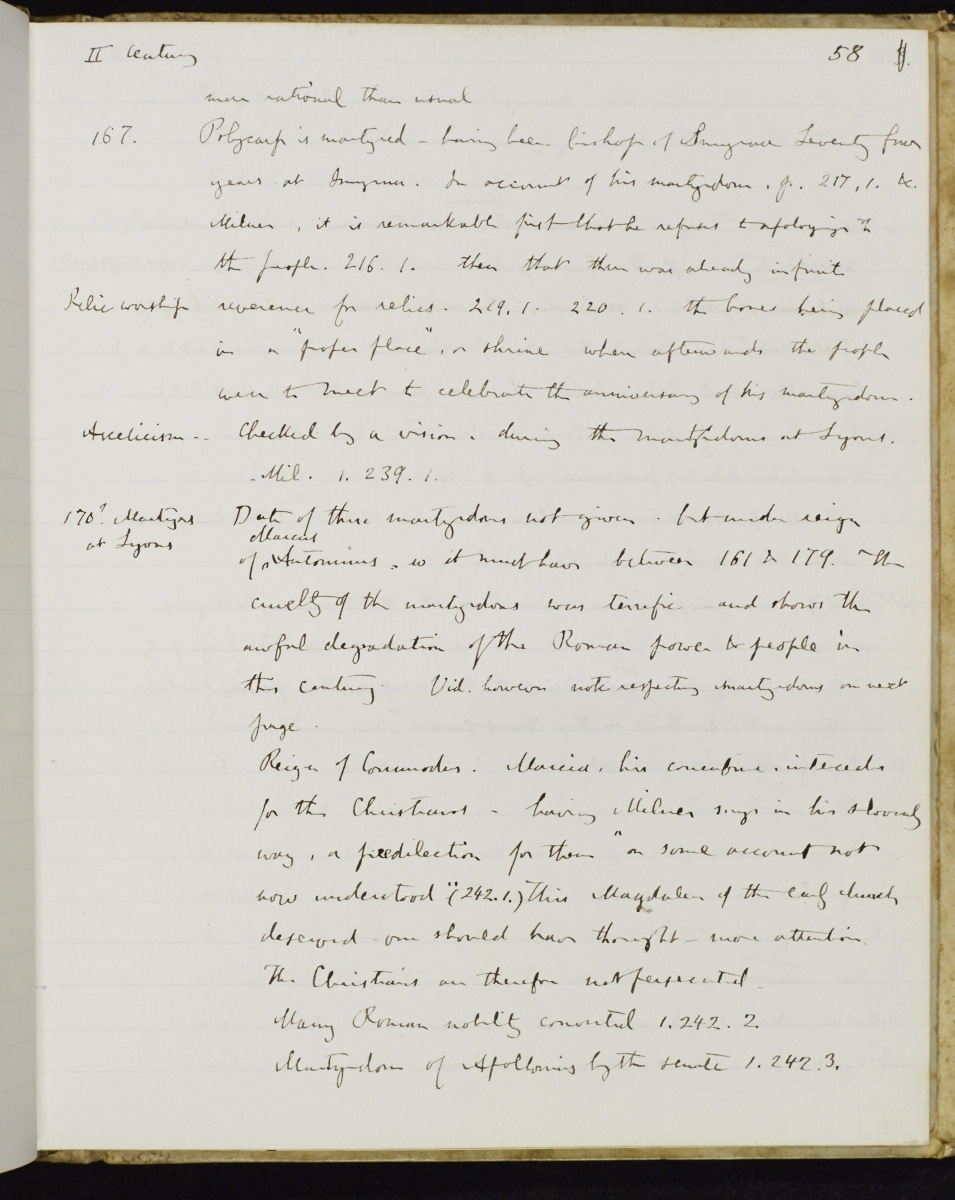 II Century 58
more rational than usual
167. Polycarp is martyred - having been bishop of Smyrna Seventy four
years at Smyrna. In account of his martyrdom, p. 217, 1. &c.
Milner, it is remarkable first that he refuses to apologize to
the people. 216. 1. then that there was already infinite
Relic worship reverence for relics. 219, 1. 220. 1. the bones being placed
in a "proper place", or shrine where afterwards the people
were to meet to celebrate the anniversary of his martyrdom.
Asceticism.. Checked by a vision. during the martyrdoms at Lyons.
Mil. 1. 239. 1.
170? Martyrs at Lyons Date of these martyrdoms not given. but under reign
Marcus
of Antoninus, so it must have between 161 & 179. The
cruelty of the martyrdoms was terrific and shows the
awful degradation of the Roman power & people in
this century. Vid. however note respecting martyrdoms on next
page.
Reign of Commodus. Marcia, his concubine, intercedes
for the Christians - having Milner says in his slovenly
way, a predilection for them "on some account not
now understood" (242.1.) This Magdalen of the early church
deserved - one should have thought - more attention.
The Christians are therefore not persecuted.
Many Roman nobility converted 1. 242. 2.
Martyrdom of Apollonius by the senate 1. 242. 3.